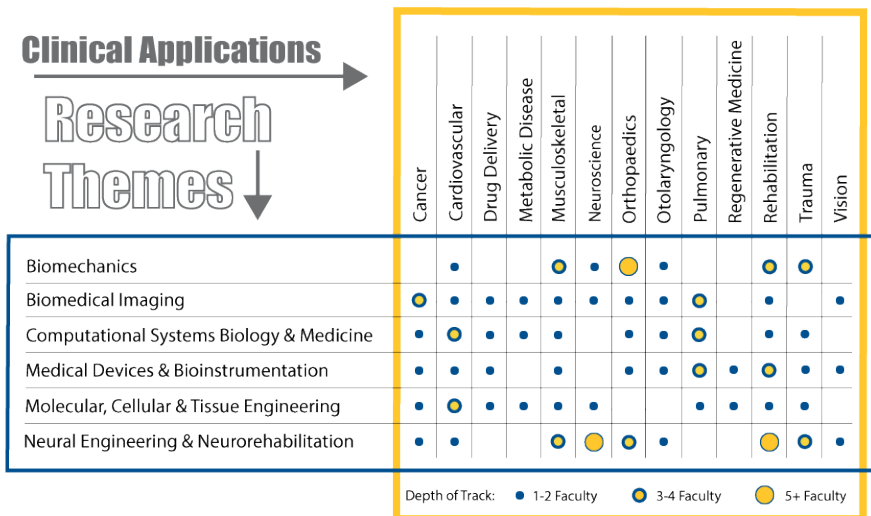 Clinical Applications
Research
Themes
Cancer
Cardiovascular
Drug Delivery
Metabolic Disease
Musculoskeletal
Neuroscience
Orthopaedics
Otolaryngology
Pulmonary
Regenerative Medicine
Rehabilitation
Trauma
Vision
Biomechanics
Biomedical Imaging
Computational Systems Biology & Medicine
Medical Devices & Bioinstrumentation
Molecular, Cellular & Tissue Engineering
Neural Engineering & Neurorehabilitation
Depth of Track: 1-2 Faculty 3-4 Faculty 5+ Faculty